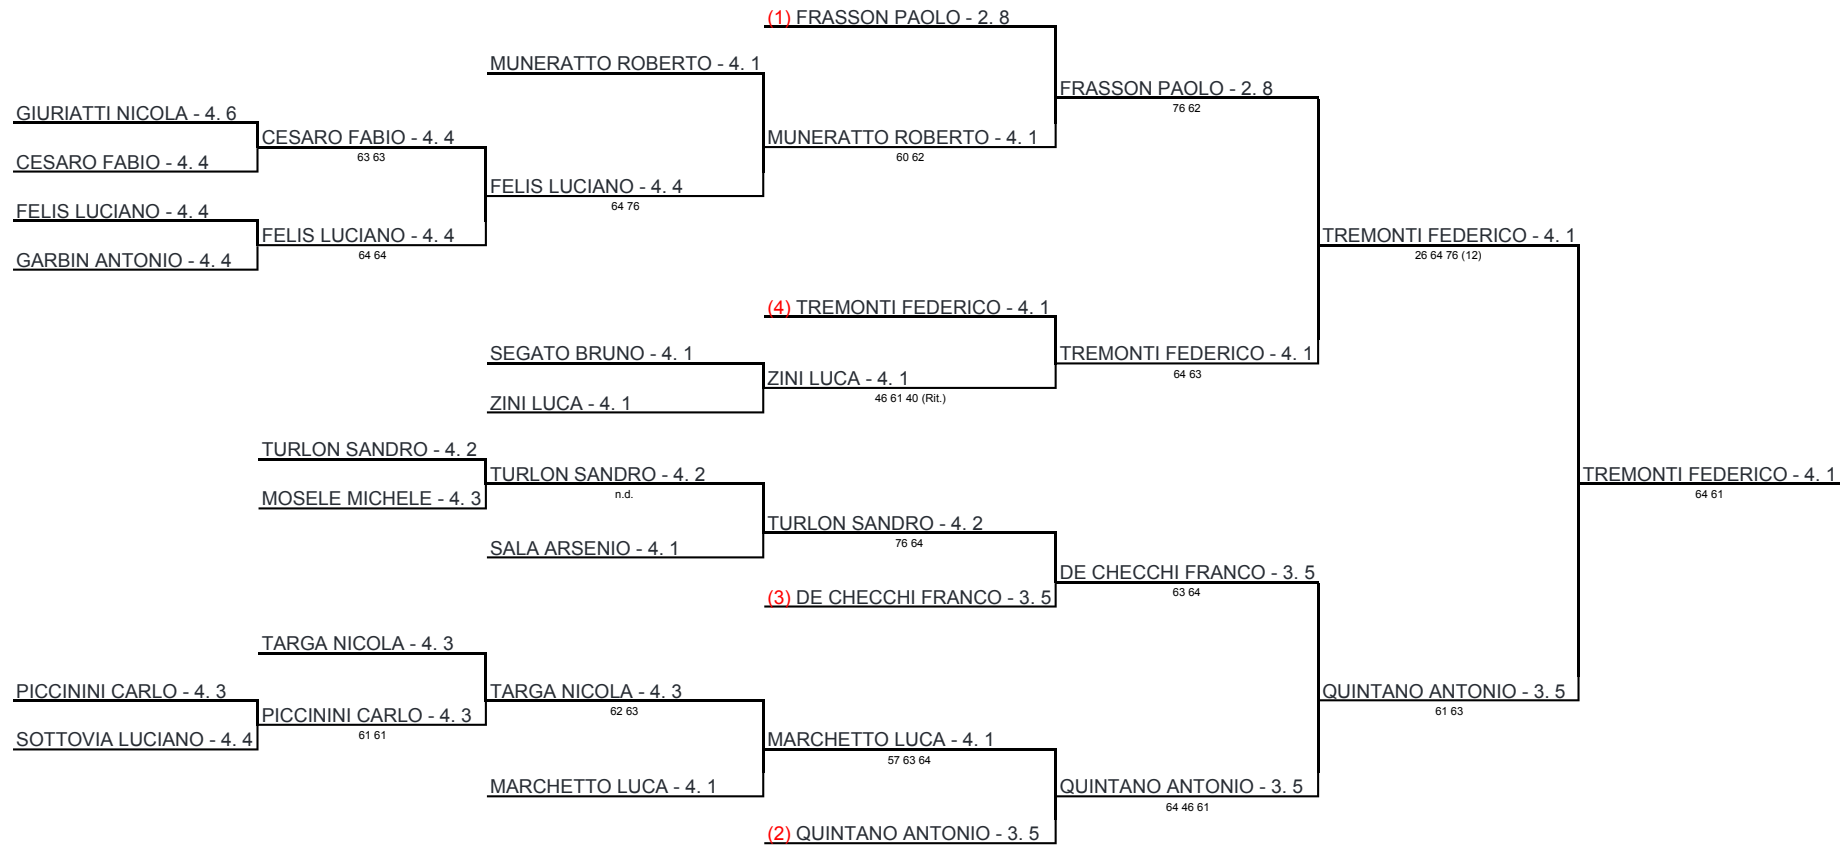 (1) FRASSON PAOLO - 2. 8
MUNERATTO ROBERTO - 4. 1
FRASSON PAOLO - 2. 8
76 62
GIURIATTI NICOLA - 4. 6
CESARO FABIO - 4. 4
63 63
MUNERATTO ROBERTO - 4. 1
60 62
CESARO FABIO - 4. 4
FELIS LUCIANO - 4. 4
64 76
FELIS LUCIANO - 4. 4
FELIS LUCIANO - 4. 4
64 64
TREMONTI FEDERICO - 4. 1
26 64 76 (12)
GARBIN ANTONIO - 4. 4
(4) TREMONTI FEDERICO - 4. 1
SEGATO BRUNO - 4. 1
TREMONTI FEDERICO - 4. 1
64 63
ZINI LUCA - 4. 1
46 61 40 (Rit.)
ZINI LUCA - 4. 1
TURLON SANDRO - 4. 2
TURLON SANDRO - 4. 2
n.d.
TREMONTI FEDERICO - 4. 1
64 61
MOSELE MICHELE - 4. 3
TURLON SANDRO - 4. 2
76 64
SALA ARSENIO - 4. 1
DE CHECCHI FRANCO - 3. 5
63 64
(3) DE CHECCHI FRANCO - 3. 5
TARGA NICOLA - 4. 3
PICCININI CARLO - 4. 3
TARGA NICOLA - 4. 3
62 63
QUINTANO ANTONIO - 3. 5
61 63
PICCININI CARLO - 4. 3
61 61
SOTTOVIA LUCIANO - 4. 4
MARCHETTO LUCA - 4. 1
57 63 64
MARCHETTO LUCA - 4. 1
QUINTANO ANTONIO - 3. 5
64 46 61
(2) QUINTANO ANTONIO - 3. 5